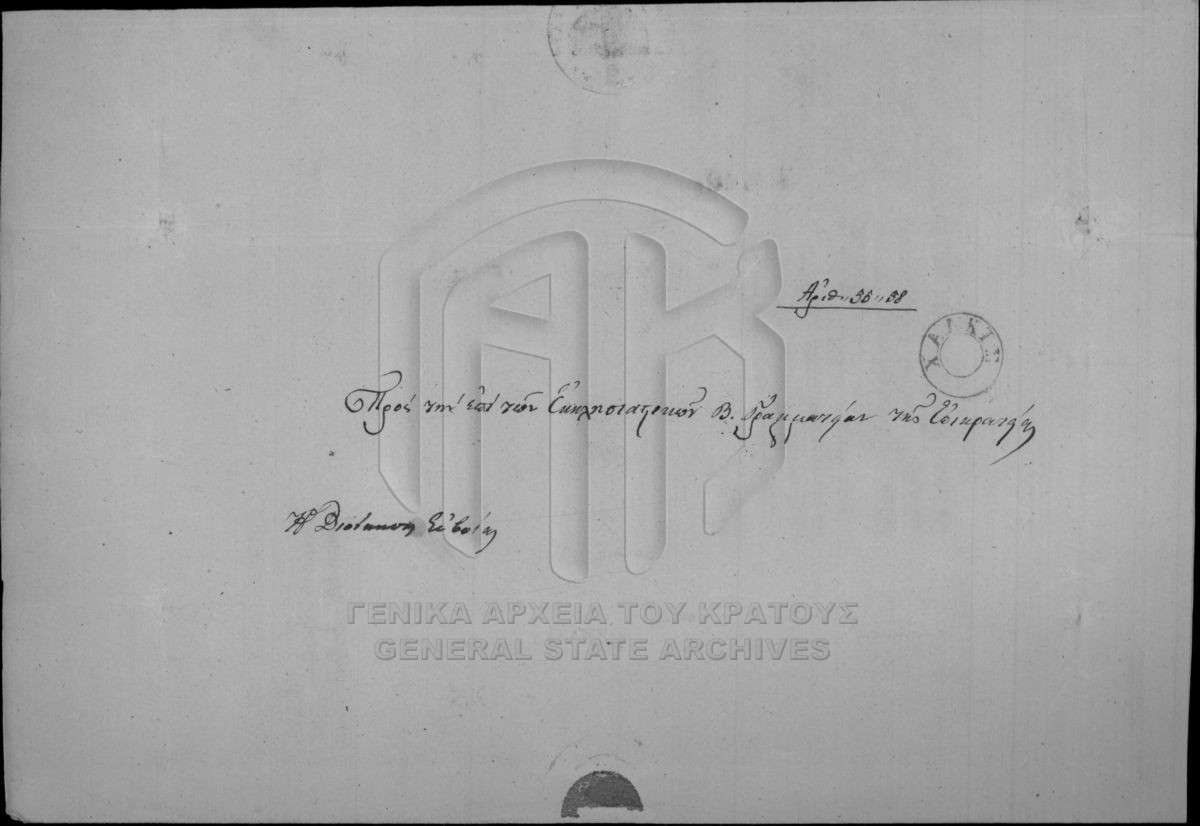 Ἀριθ. 55 " 58
ΧΑΛΚΙΣ
Πρὸς τὴν ἐπὶ τῶν Ἐκκλησιαστικῶν Β. Γραμματείαν τῆς Ἐπικρατείας
Ἡ Διοίκησις Εὐβοίας
ΓΕΝΙΚΑ ΑΡΧΕΙΑ ΤΟΥ ΚΡΑΤΟΥΣ
GENERAL STATE ARCHIVES